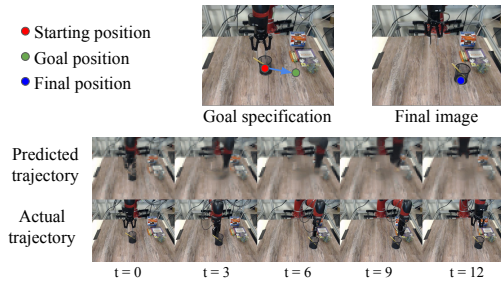 Starting position
Goal position
Final position
Goal specification
Final image
Predicted
trajectory
Actual
trajectory
t = 0
t = 3
t = 6
t = 9
t = 12